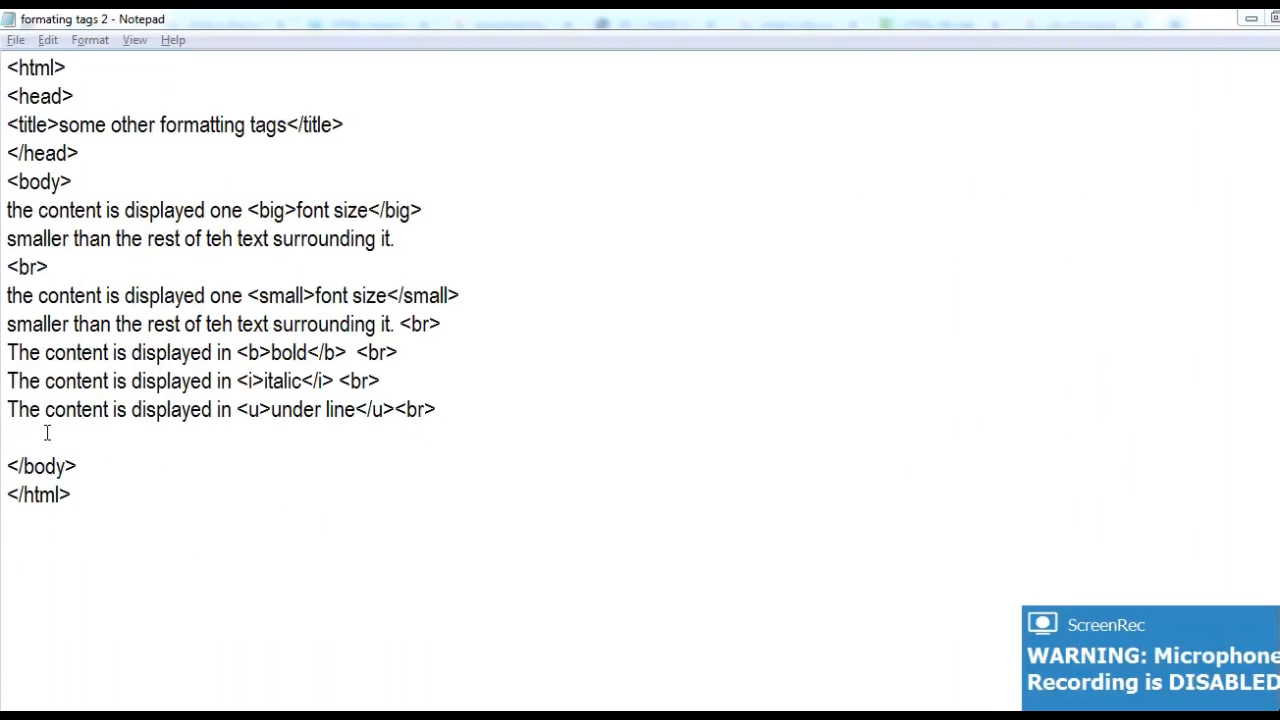 formating tags 2 - Notepad
File Edit Format View Help
<html>
<head>
<title>some other formatting tags</title>
</head>
<body>
the content is displayed one <big>font size</big>
smaller than the rest of teh text surrounding it.
<br>
the content is displayed one <small>font size</small>
smaller than the rest of teh text surrounding it. <br>
The content is displayed in <b>bold</b>  <br>
The content is displayed in <i>italic</i> <br>
The content is displayed in <u>under line</u><br>
</body>
</html>
ScreenRec
WARNING: Microphone
Recording is DISABLED